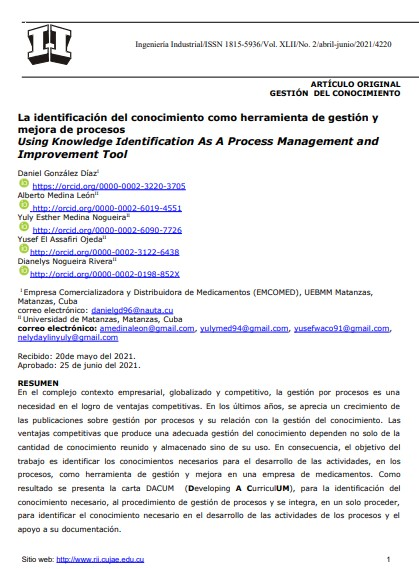 Ingeniería Industrial/ISSN 1815-5936/Vol. XLII/No. 2/abril-junio/2021/4220
ARTÍCULO ORIGINAL
GESTIÓN DEL CONOCIMIENTO
La identificación del conocimiento como herramienta de gestión y
mejora de procesos
Using Knowledge Identification As A Process Management and
Improvement Tool
Daniel González Díaz I
iD https://orcid.org/0000-0002-3220-3705
Alberto Medina León II
iD http://orcid.org/0000-0002-6019-4551
Yuly Esther Medina Nogueira II
iD http://orcid.org/0000-0002-6090-7726
Yusef El Assafiri Ojeda II
iD http://orcid.org/0000-0002-3122-6438
Dianelys Nogueira Rivera II
iD http://orcid.org/0000-0002-0198-852X
I Empresa Comercializadora y Distribuidora de Medicamentos (EMCOMED), UEBMM Matanzas,
Matanzas, Cuba
correo electrónico: danielgd96@nauta.cu
II Universidad de Matanzas, Matanzas, Cuba
correo electrónico: amedinaleon@gmail.com, yulymed94@gmail.com, yusefwaco91@gmail.com,
nelydaylinyuly@gmail.com
Recibido: 20de mayo del 2021.
Aprobado: 25 de junio del 2021.
RESUMEN
En el complejo contexto empresarial, globalizado y competitivo, la gestión por procesos es una
necesidad en el logro de ventajas competitivas. En los últimos años, se aprecia un crecimiento de
las publicaciones sobre gestión por procesos y su relación con la gestión del conocimiento. Las
ventajas competitivas que produce una adecuada gestión del conocimiento dependen no solo de la
cantidad de conocimiento reunido y almacenado sino de su uso. En consecuencia, el objetivo del
trabajo es identificar los conocimientos necesarios para el desarrollo de las actividades, en los
procesos, como herramienta de gestión y mejora en una empresa de medicamentos. Como
resultado se presenta la carta DACUM (Developing A CurriculUM), para la identificación del
conocimiento necesario, al procedimiento de gestión de procesos y se integra, en un solo proceder,
para identificar el conocimiento necesario en el desarrollo de las actividades de los procesos y el
apoyo a su documentación.
Sitio web: http://www.rii.cujae.edu.cu 1